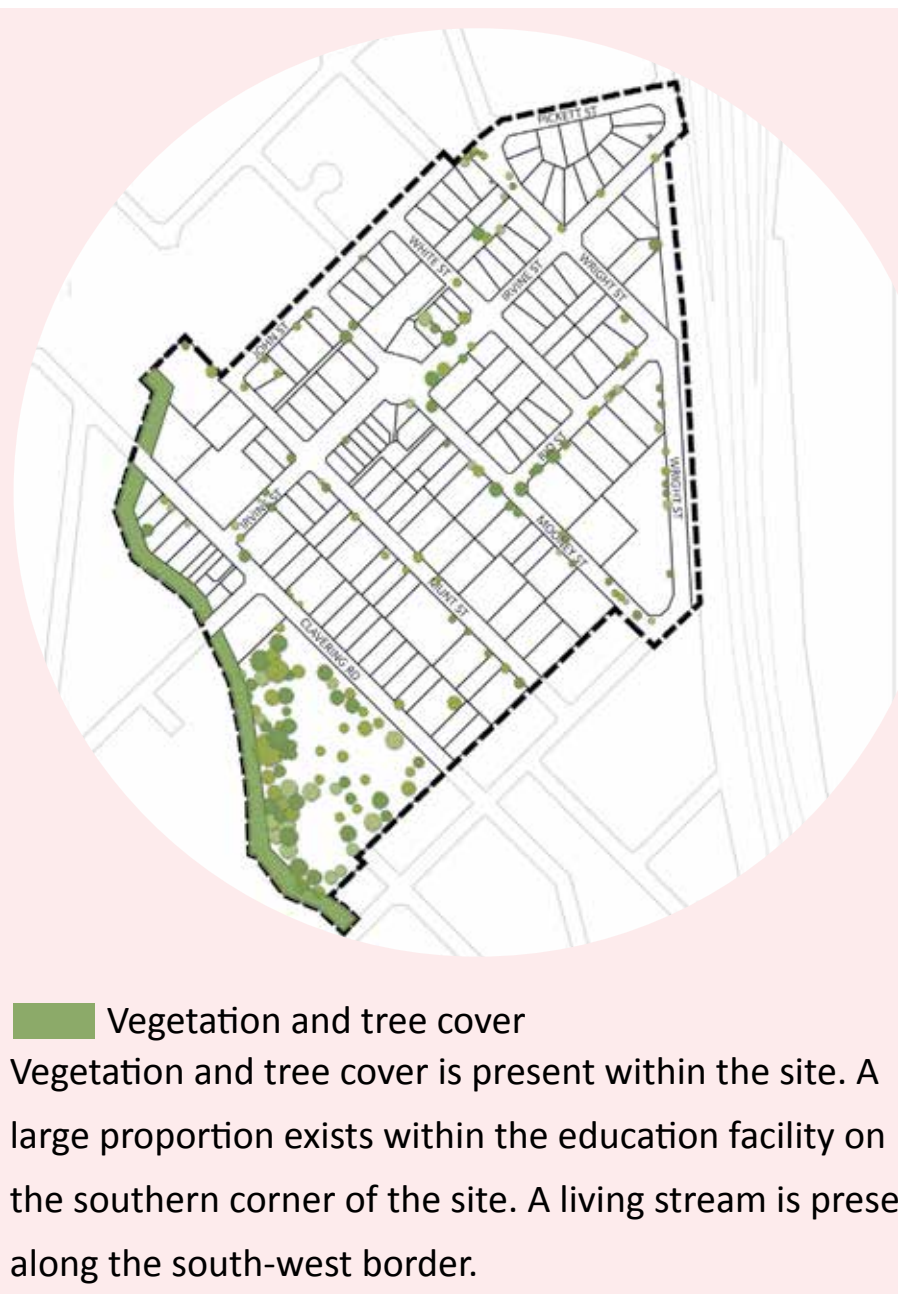 PICKETT ST
WHITE ST
IRVINE ST
WRIGHT ST
JOHN ST
RIO ST
WRIGHT ST
IRVINE ST
MOONEY ST
MUNT ST
CLAVERING RD
Vegetation and tree cover
Vegetation and tree cover is present within the site. A
large proportion exists within the education facility on
the southern corner of the site. A living stream is prese
along the south-west border.